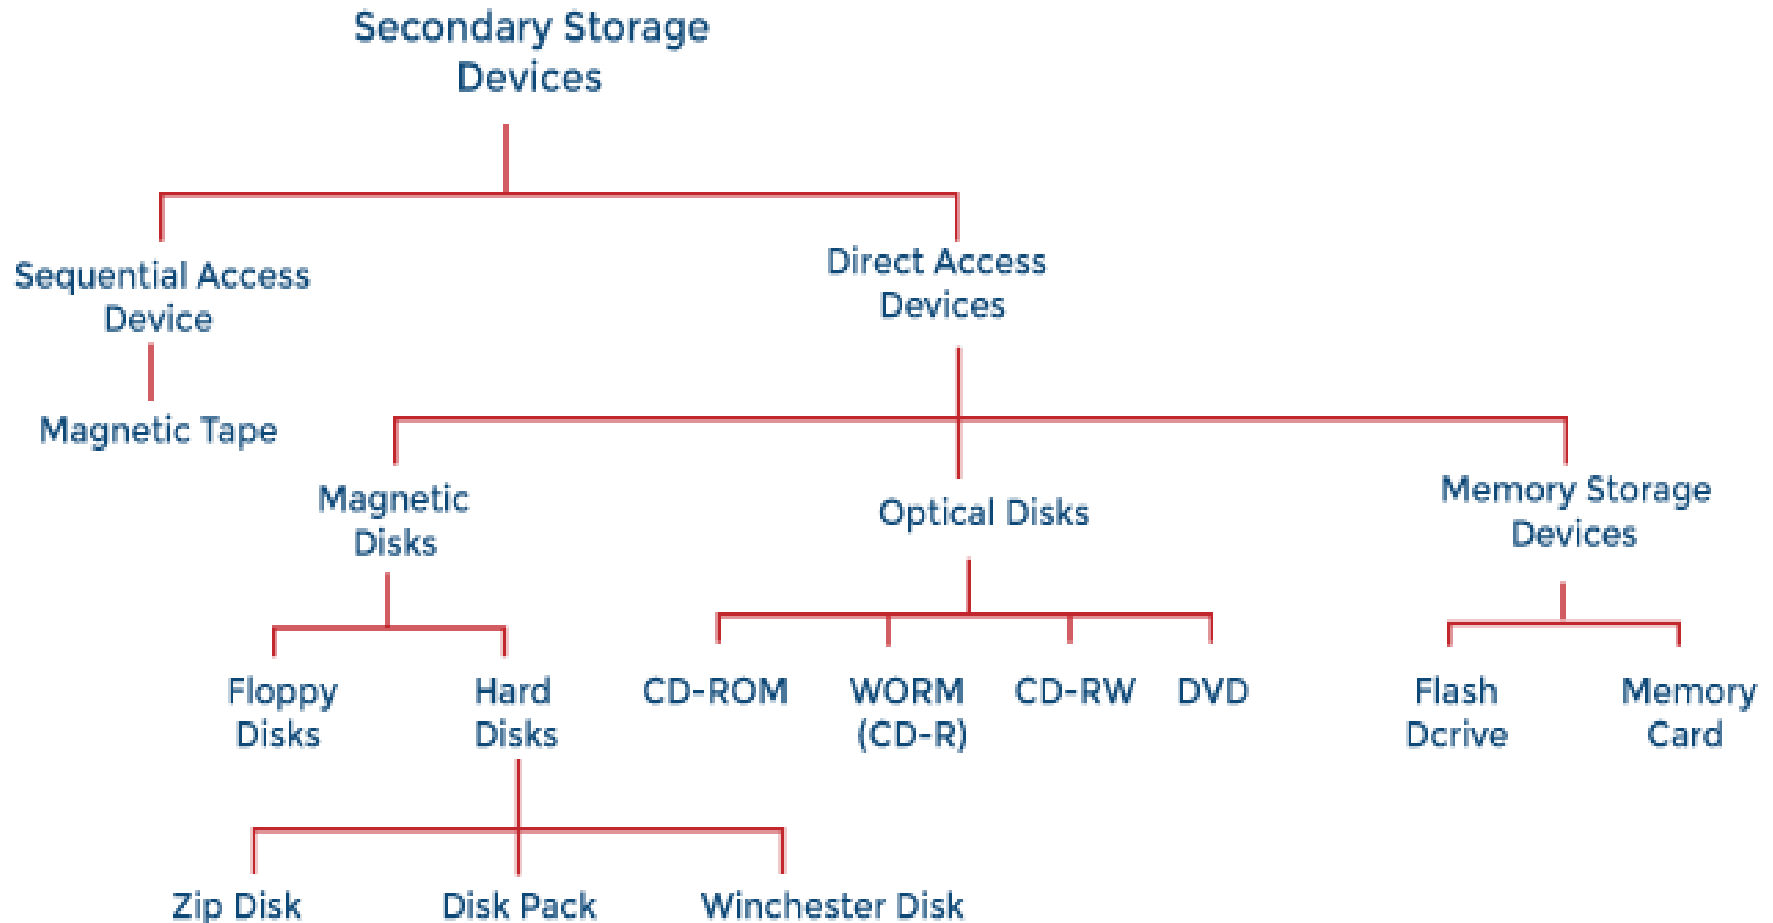 Secondary Storage
Devices
Sequential Access
Device
Direct Access
Devices
Magnetic Tape
Magnetic
Disks
Optical Disks
Memory Storage
Devices
Floppy
Disks
Hard
Disks
CD-ROM
WORM
(CD-R)
CD-RW
DVD
Flash
Dcrive
Memory
Card
Zip Disk
Disk Pack
Winchester Disk